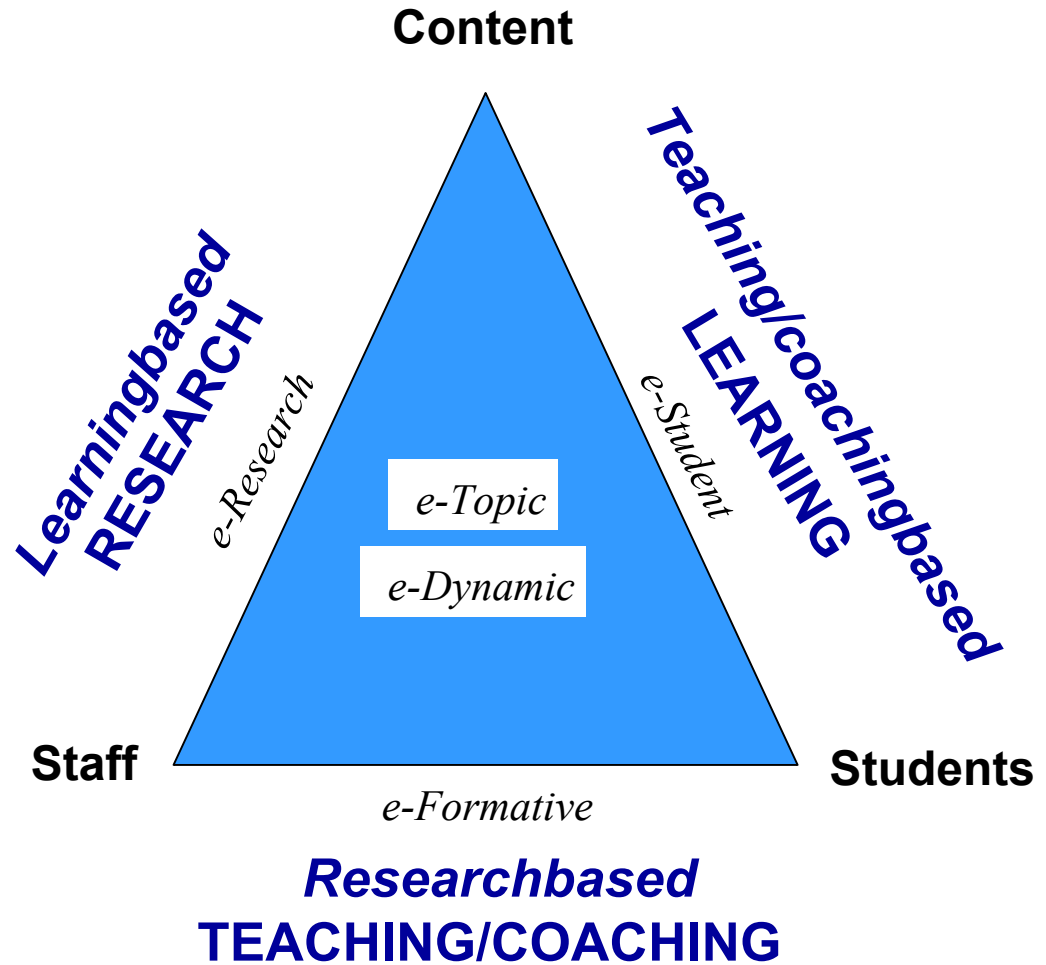 Content
Learningbased
RESEARCH
e-Research
Teaching/coachingbased
LEARNING
e-Student
e-Topic
e-Dynamic
Staff
Students
e-Formative
Researchbased
TEACHING/COACHING